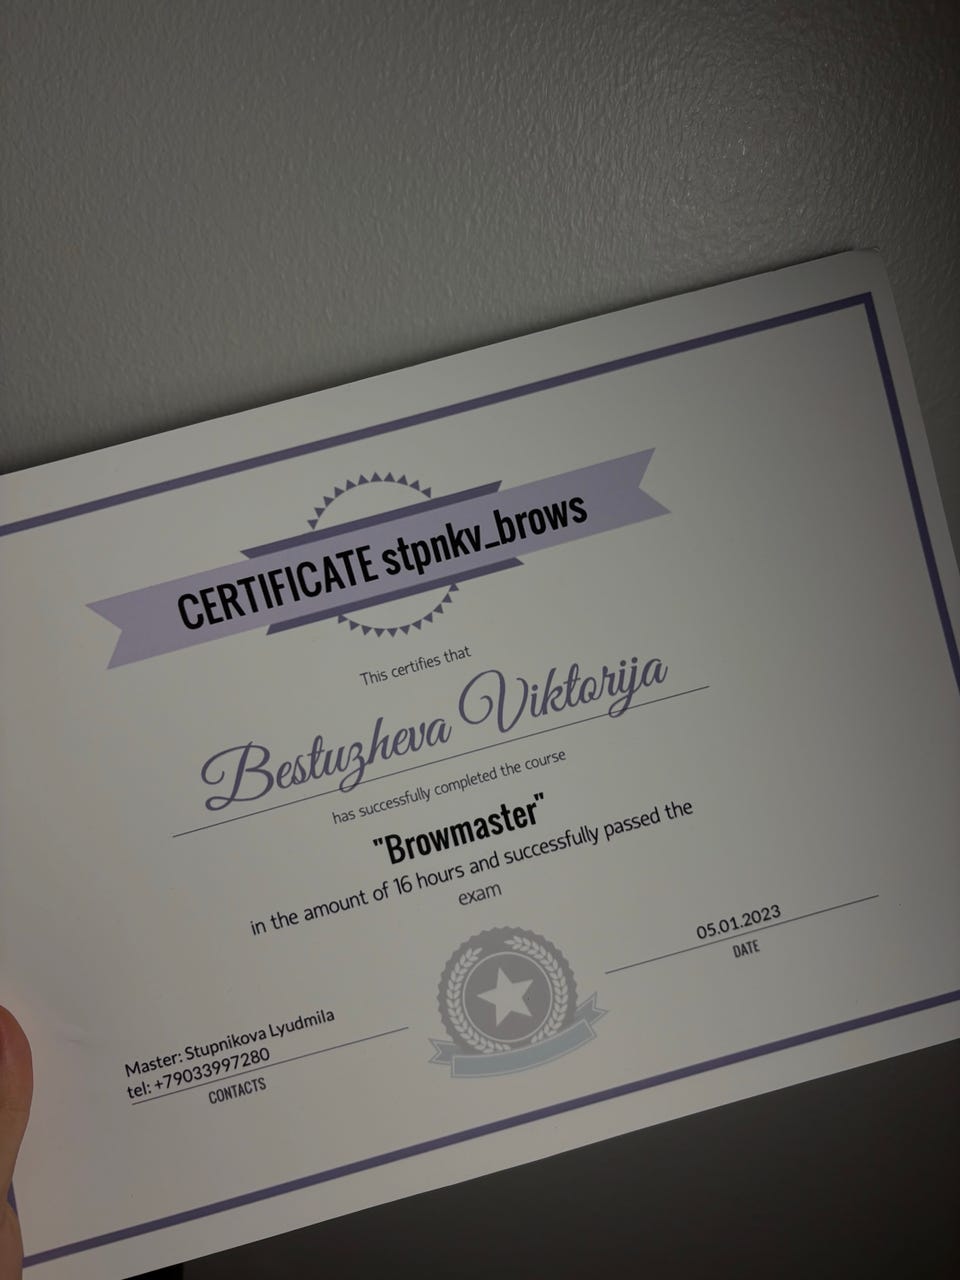 CERTIFICATE stpnkv_brows
This certifies that
Bestuzheva Viktorija
has successfully completed the course
"Browmaster"
in the amount of 16 hours and successfully passed the
exam
05.01.2023
DATE
Master: Stupnikova Lyudmila
tel: +79033997280
CONTACTS